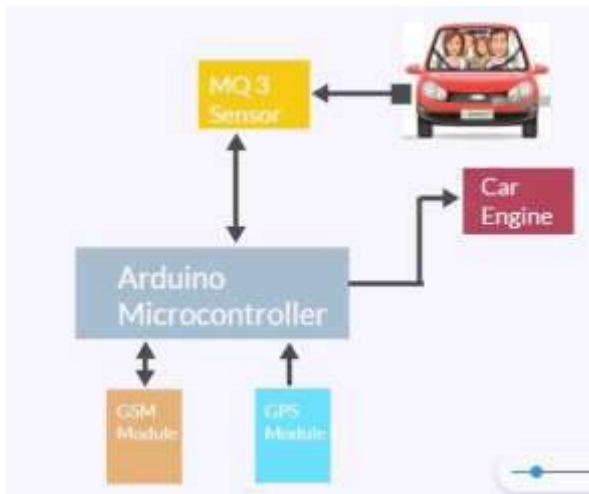 MQ 3
Sensor
Car
Engine
Arduino
Microcontroller
GSM
Module
GPS
Module